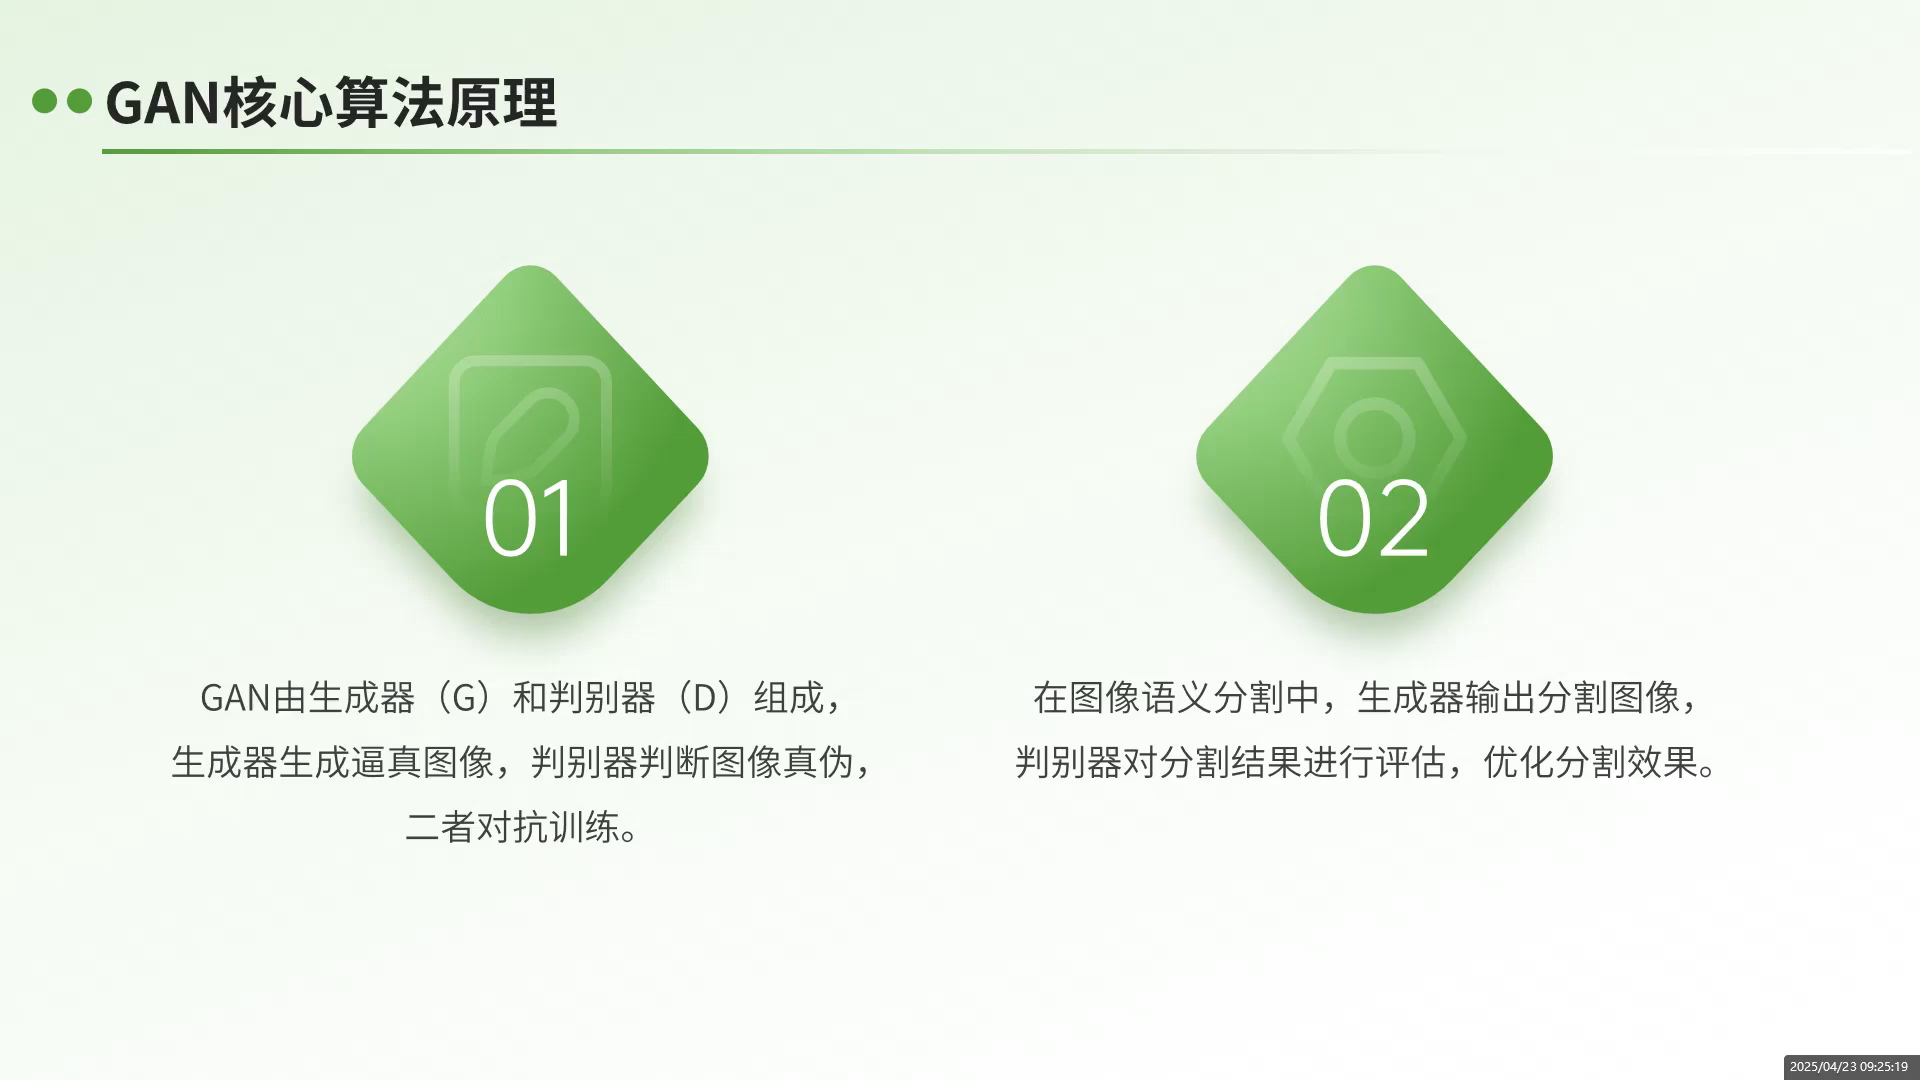 GAN核心算法原理
01
GAN由生成器（G）和判别器（D）组成，
生成器生成逼真图像，判别器判断图像真伪，
二者对抗训练。
02
在图像语义分割中，生成器输出分割图像，
判别器对分割结果进行评估，优化分割效果。
2025/04/23 09:25:19